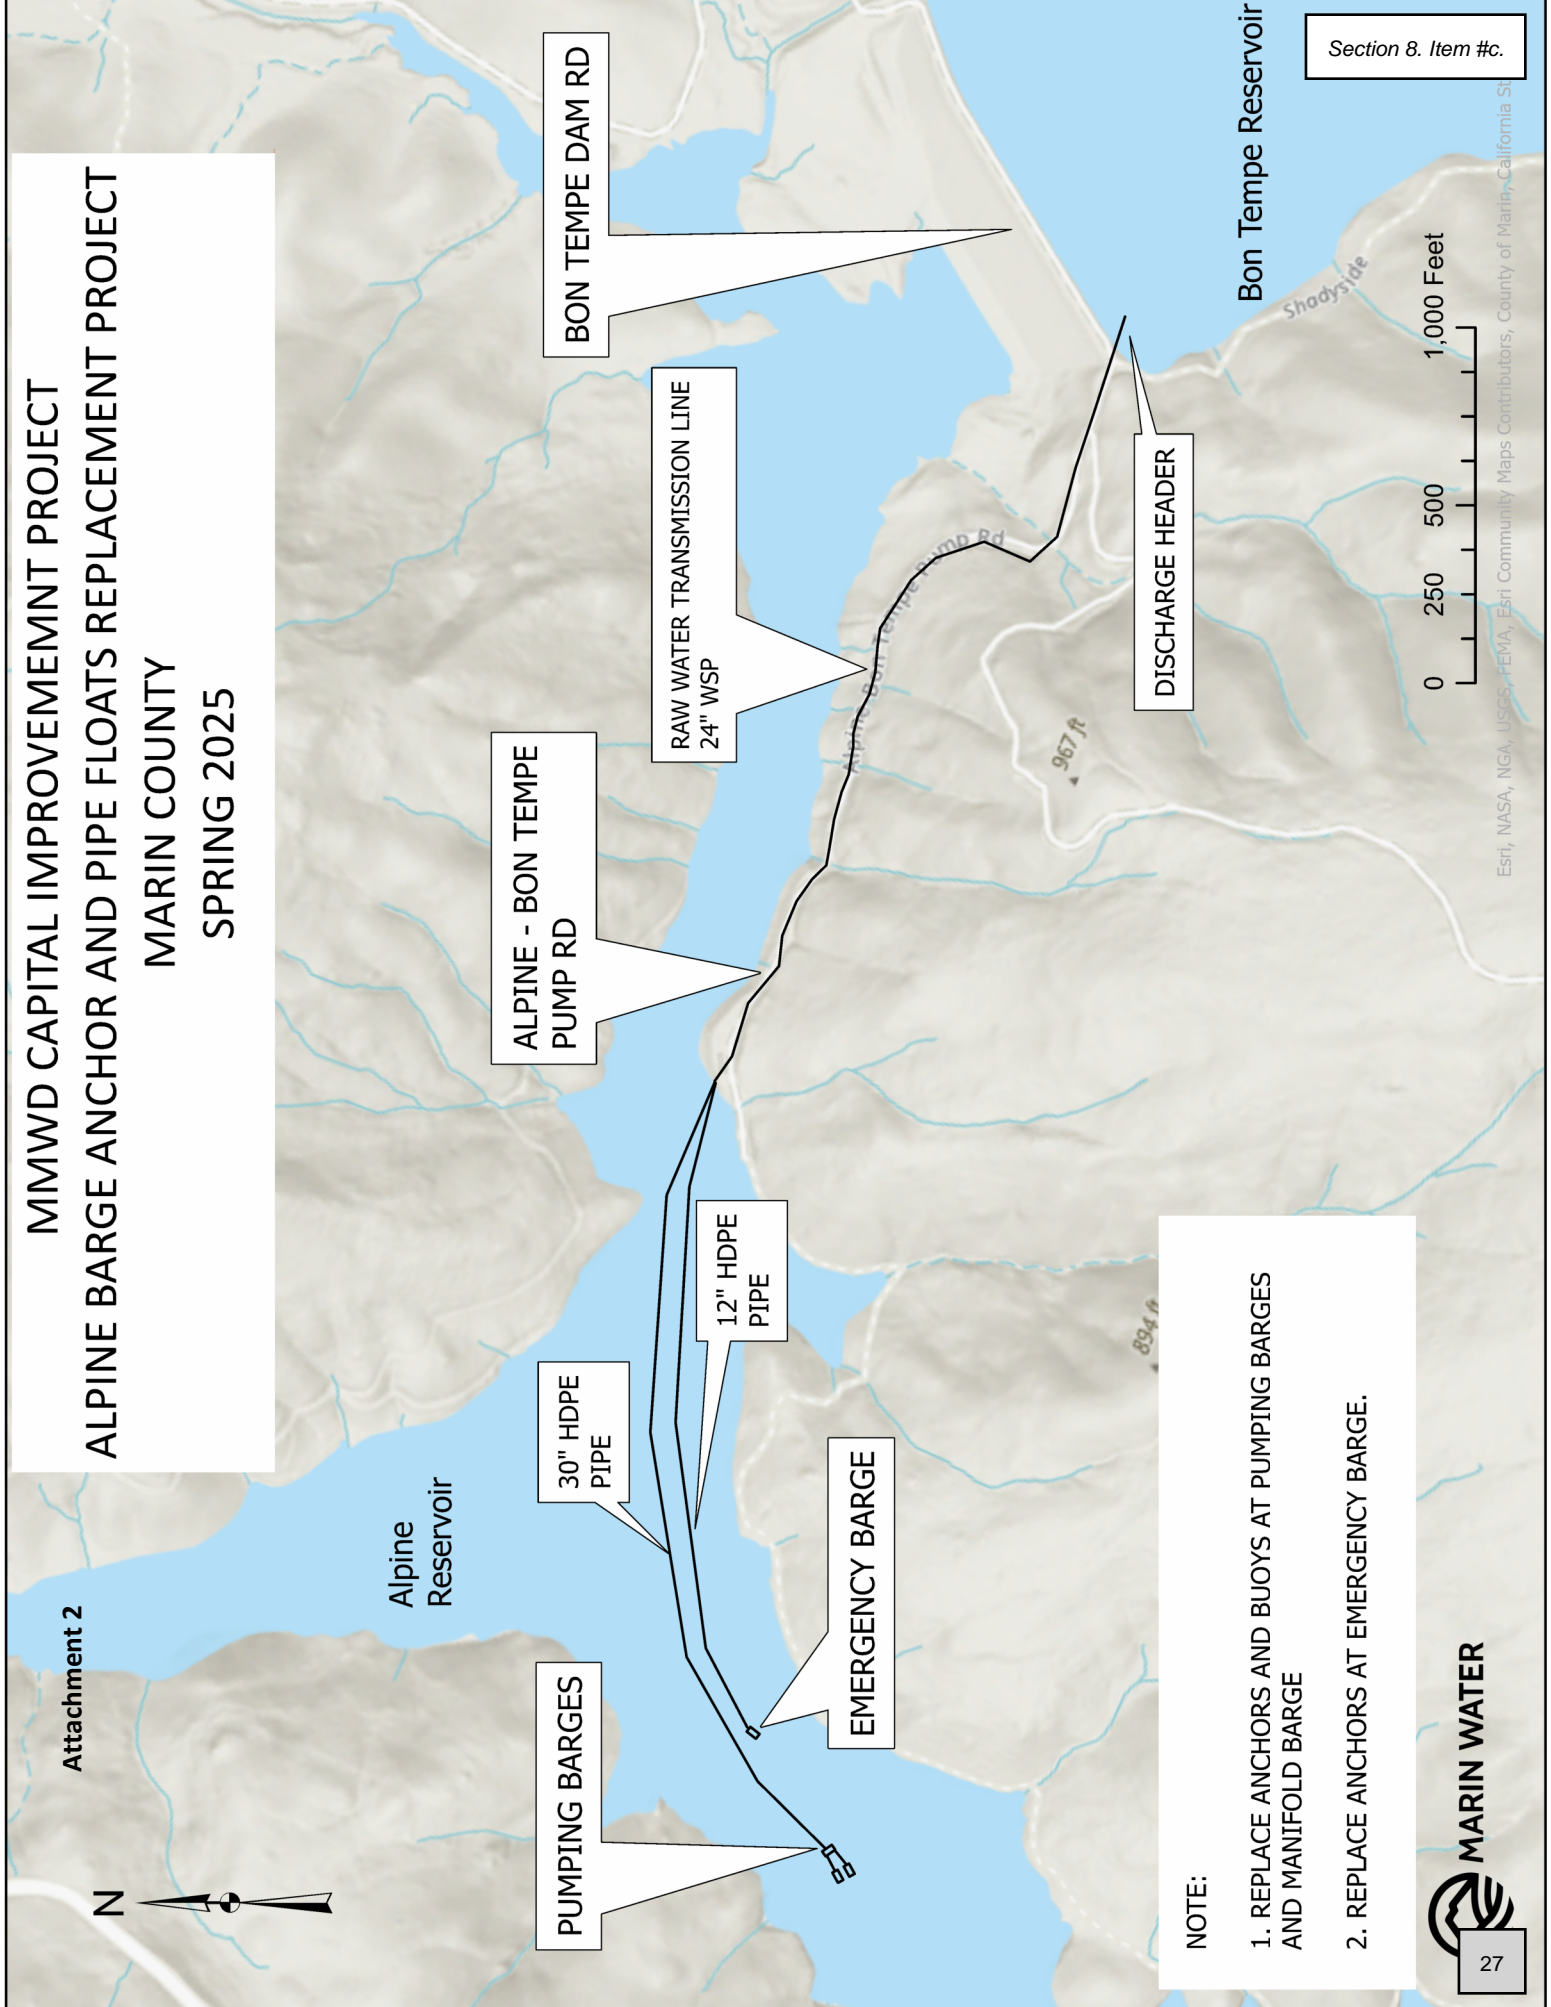 Section 8. Item #c.
Attachment 2
MMWD CAPITAL IMPROVEMEMNT PROJECT
ALPINE BARGE ANCHOR AND PIPE FLOATS REPLACEMENT PROJECT
MARIN COUNTY
SPRING 2025
N
Alpine
Reservoir
PUMPING BARGES
30" HDPE
PIPE
12" HDPE
PIPE
EMERGENCY BARGE
ALPINE - BON TEMPE
PUMP RD
RAW WATER TRANSMISSION LINE
24" WSP
BON TEMPE DAM RD
Alpine Bon Tempe Pump Rd
967 ft
894 ft
DISCHARGE HEADER
Shadyside
Bon Tempe Reservoir
NOTE:
1. REPLACE ANCHORS AND BUOYS AT PUMPING BARGES
AND MANIFOLD BARGE
2. REPLACE ANCHORS AT EMERGENCY BARGE.
0 250 500 1,000 Feet
Esri, NASA, NGA, USGS, FEMA, Esri Community Maps Contributors, County of Marin, California
MARIN WATER
27